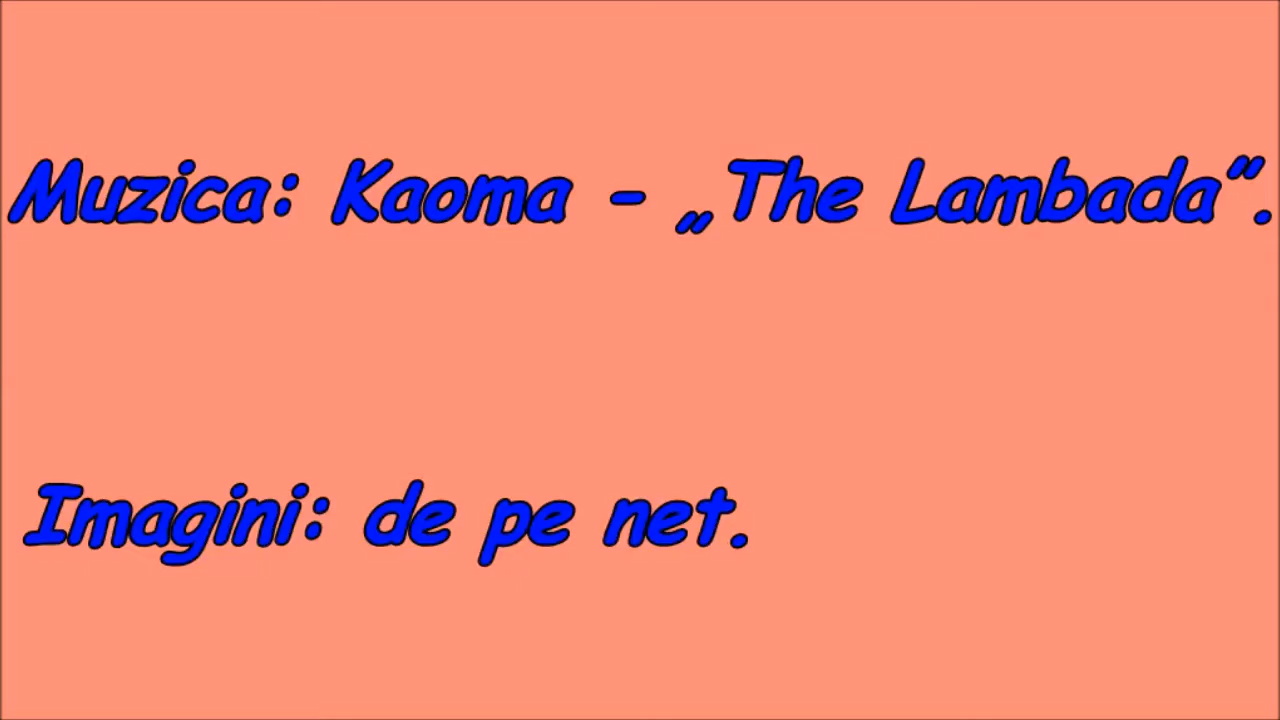 Muzica: Kaoma - „The Lambada”.
Imagini: de pe net.